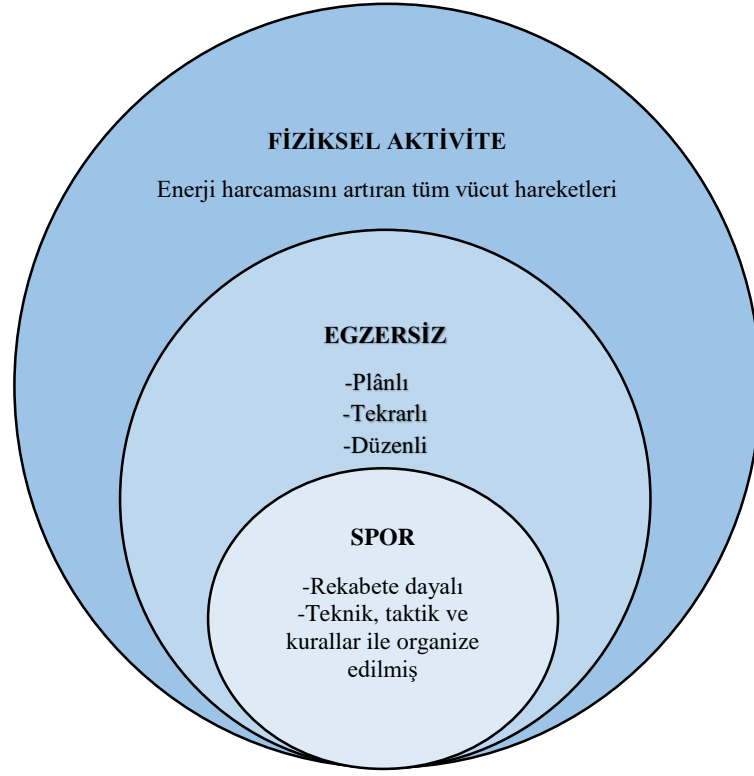 FİZİKSEL AKTİVİTE
Enerji harcamasını artıran tüm vücut hareketleri
EGZERSİZ
-Plânlı
-Tekrarlı
-Düzenli
SPOR
-Rekabete dayalı
-Teknik, taktik ve
kurallar ile organize
edilmiş